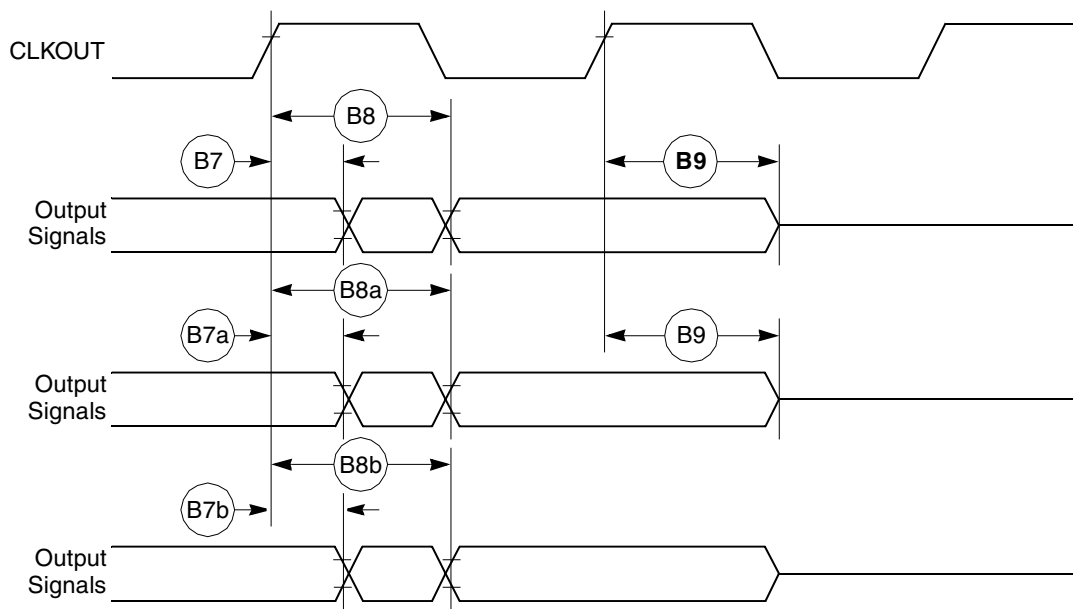 CLKOUT
B8
B7
B9
Output
Signals
B8a
B7a
B9
Output
Signals
B8b
B7b
Output
Signals